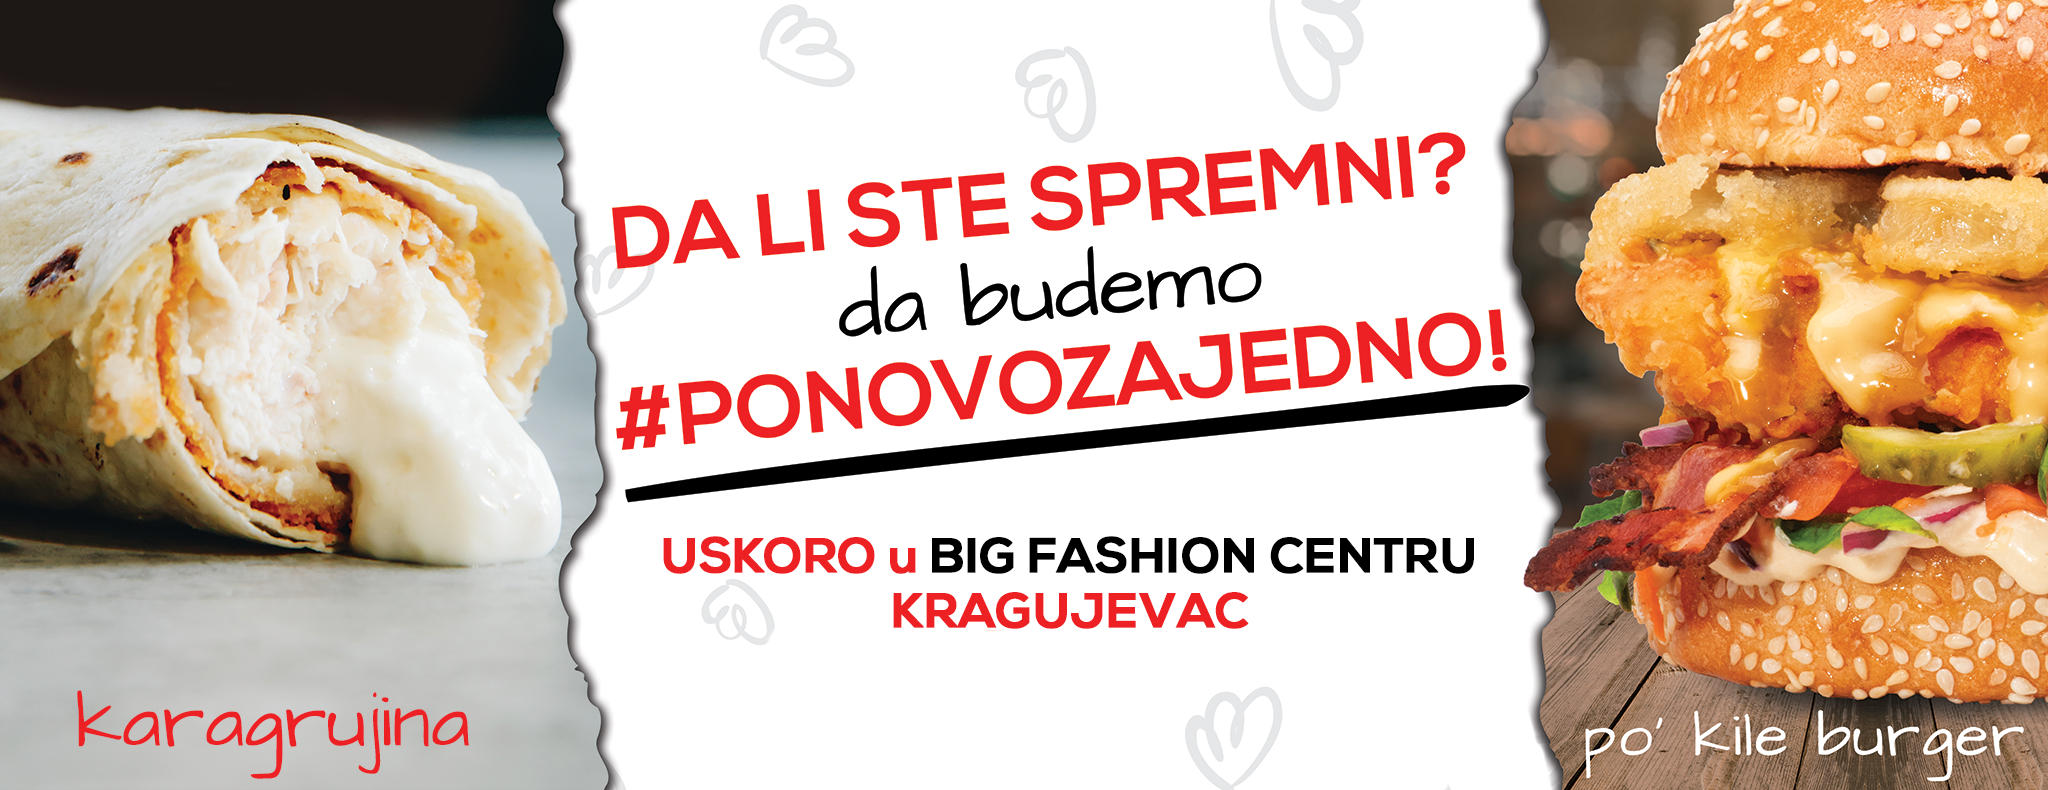 DA LI STE SPREMNI?
da budemo
#PONOVOZAJEDNO!
USKORO u BIG FASHION CENTRU
KRAGUJEVAC
karagrujina
po' kile burger